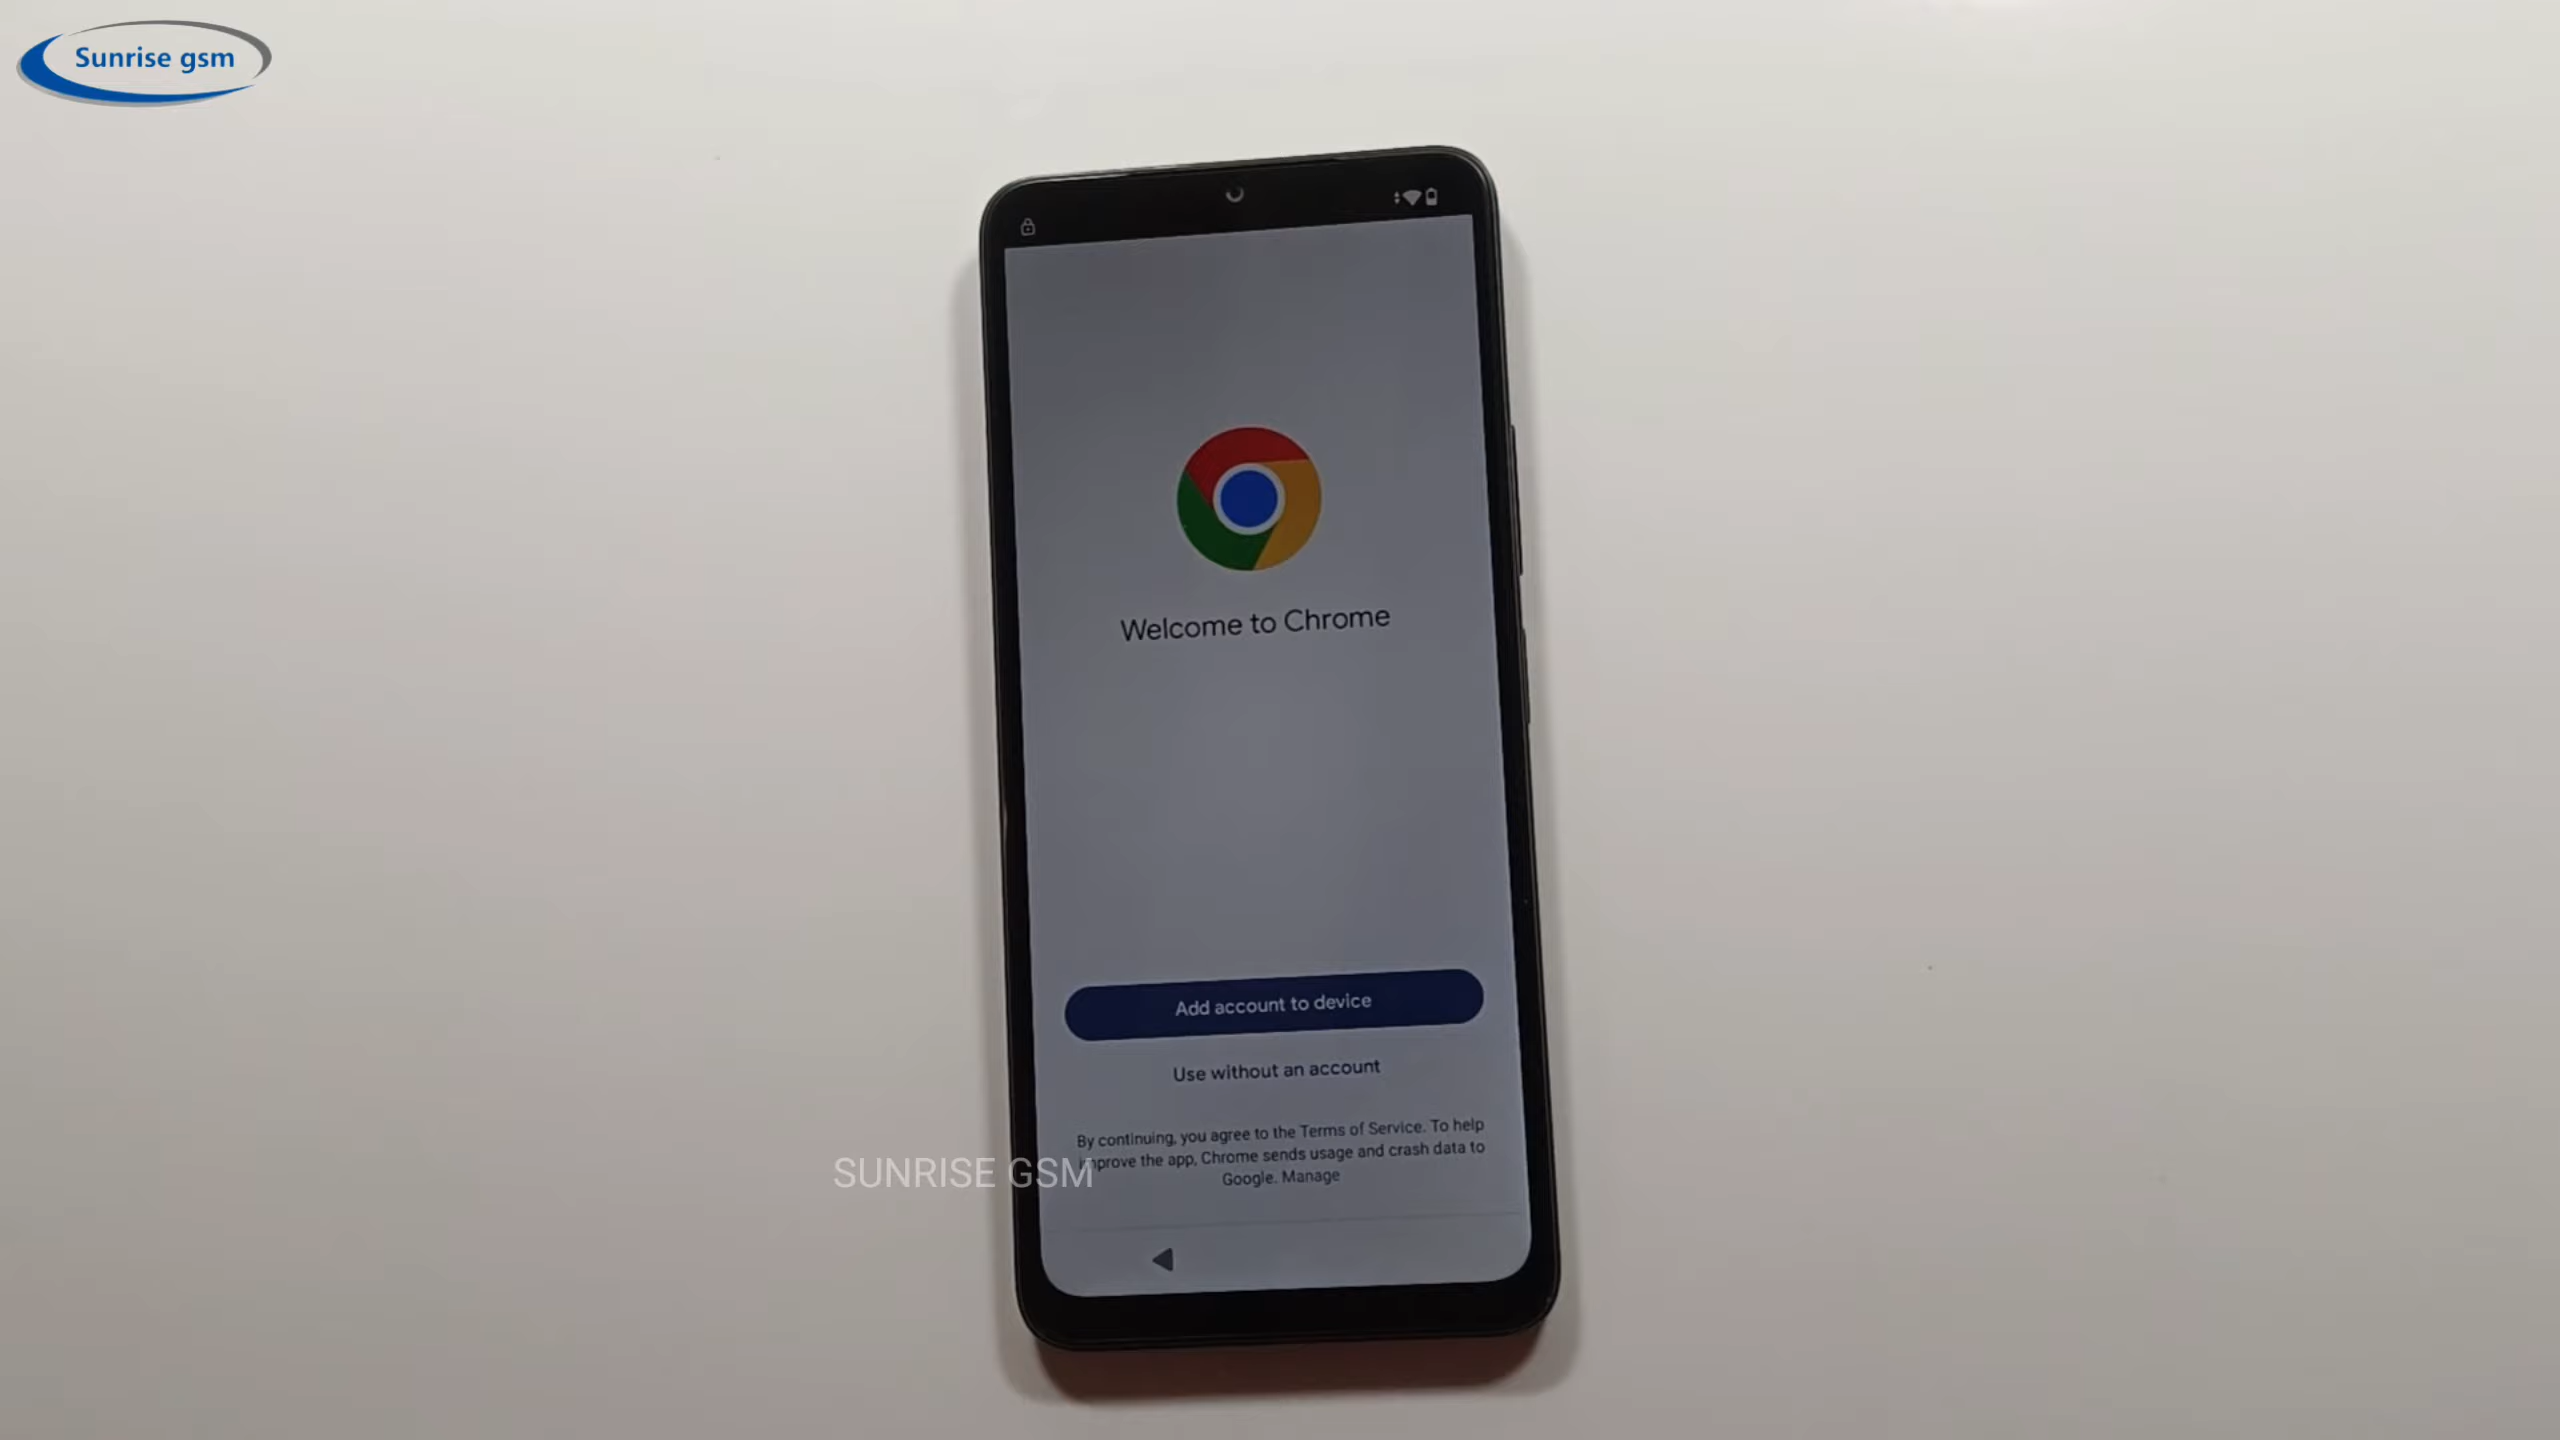 Sunrise gsm
Welcome to Chrome
Add account to device
Use without an account
By continuing, you agree to the Terms of Service. To help
improve the app, Chrome sends usage and crash data to
Google. Manage
SUNRISE GSM